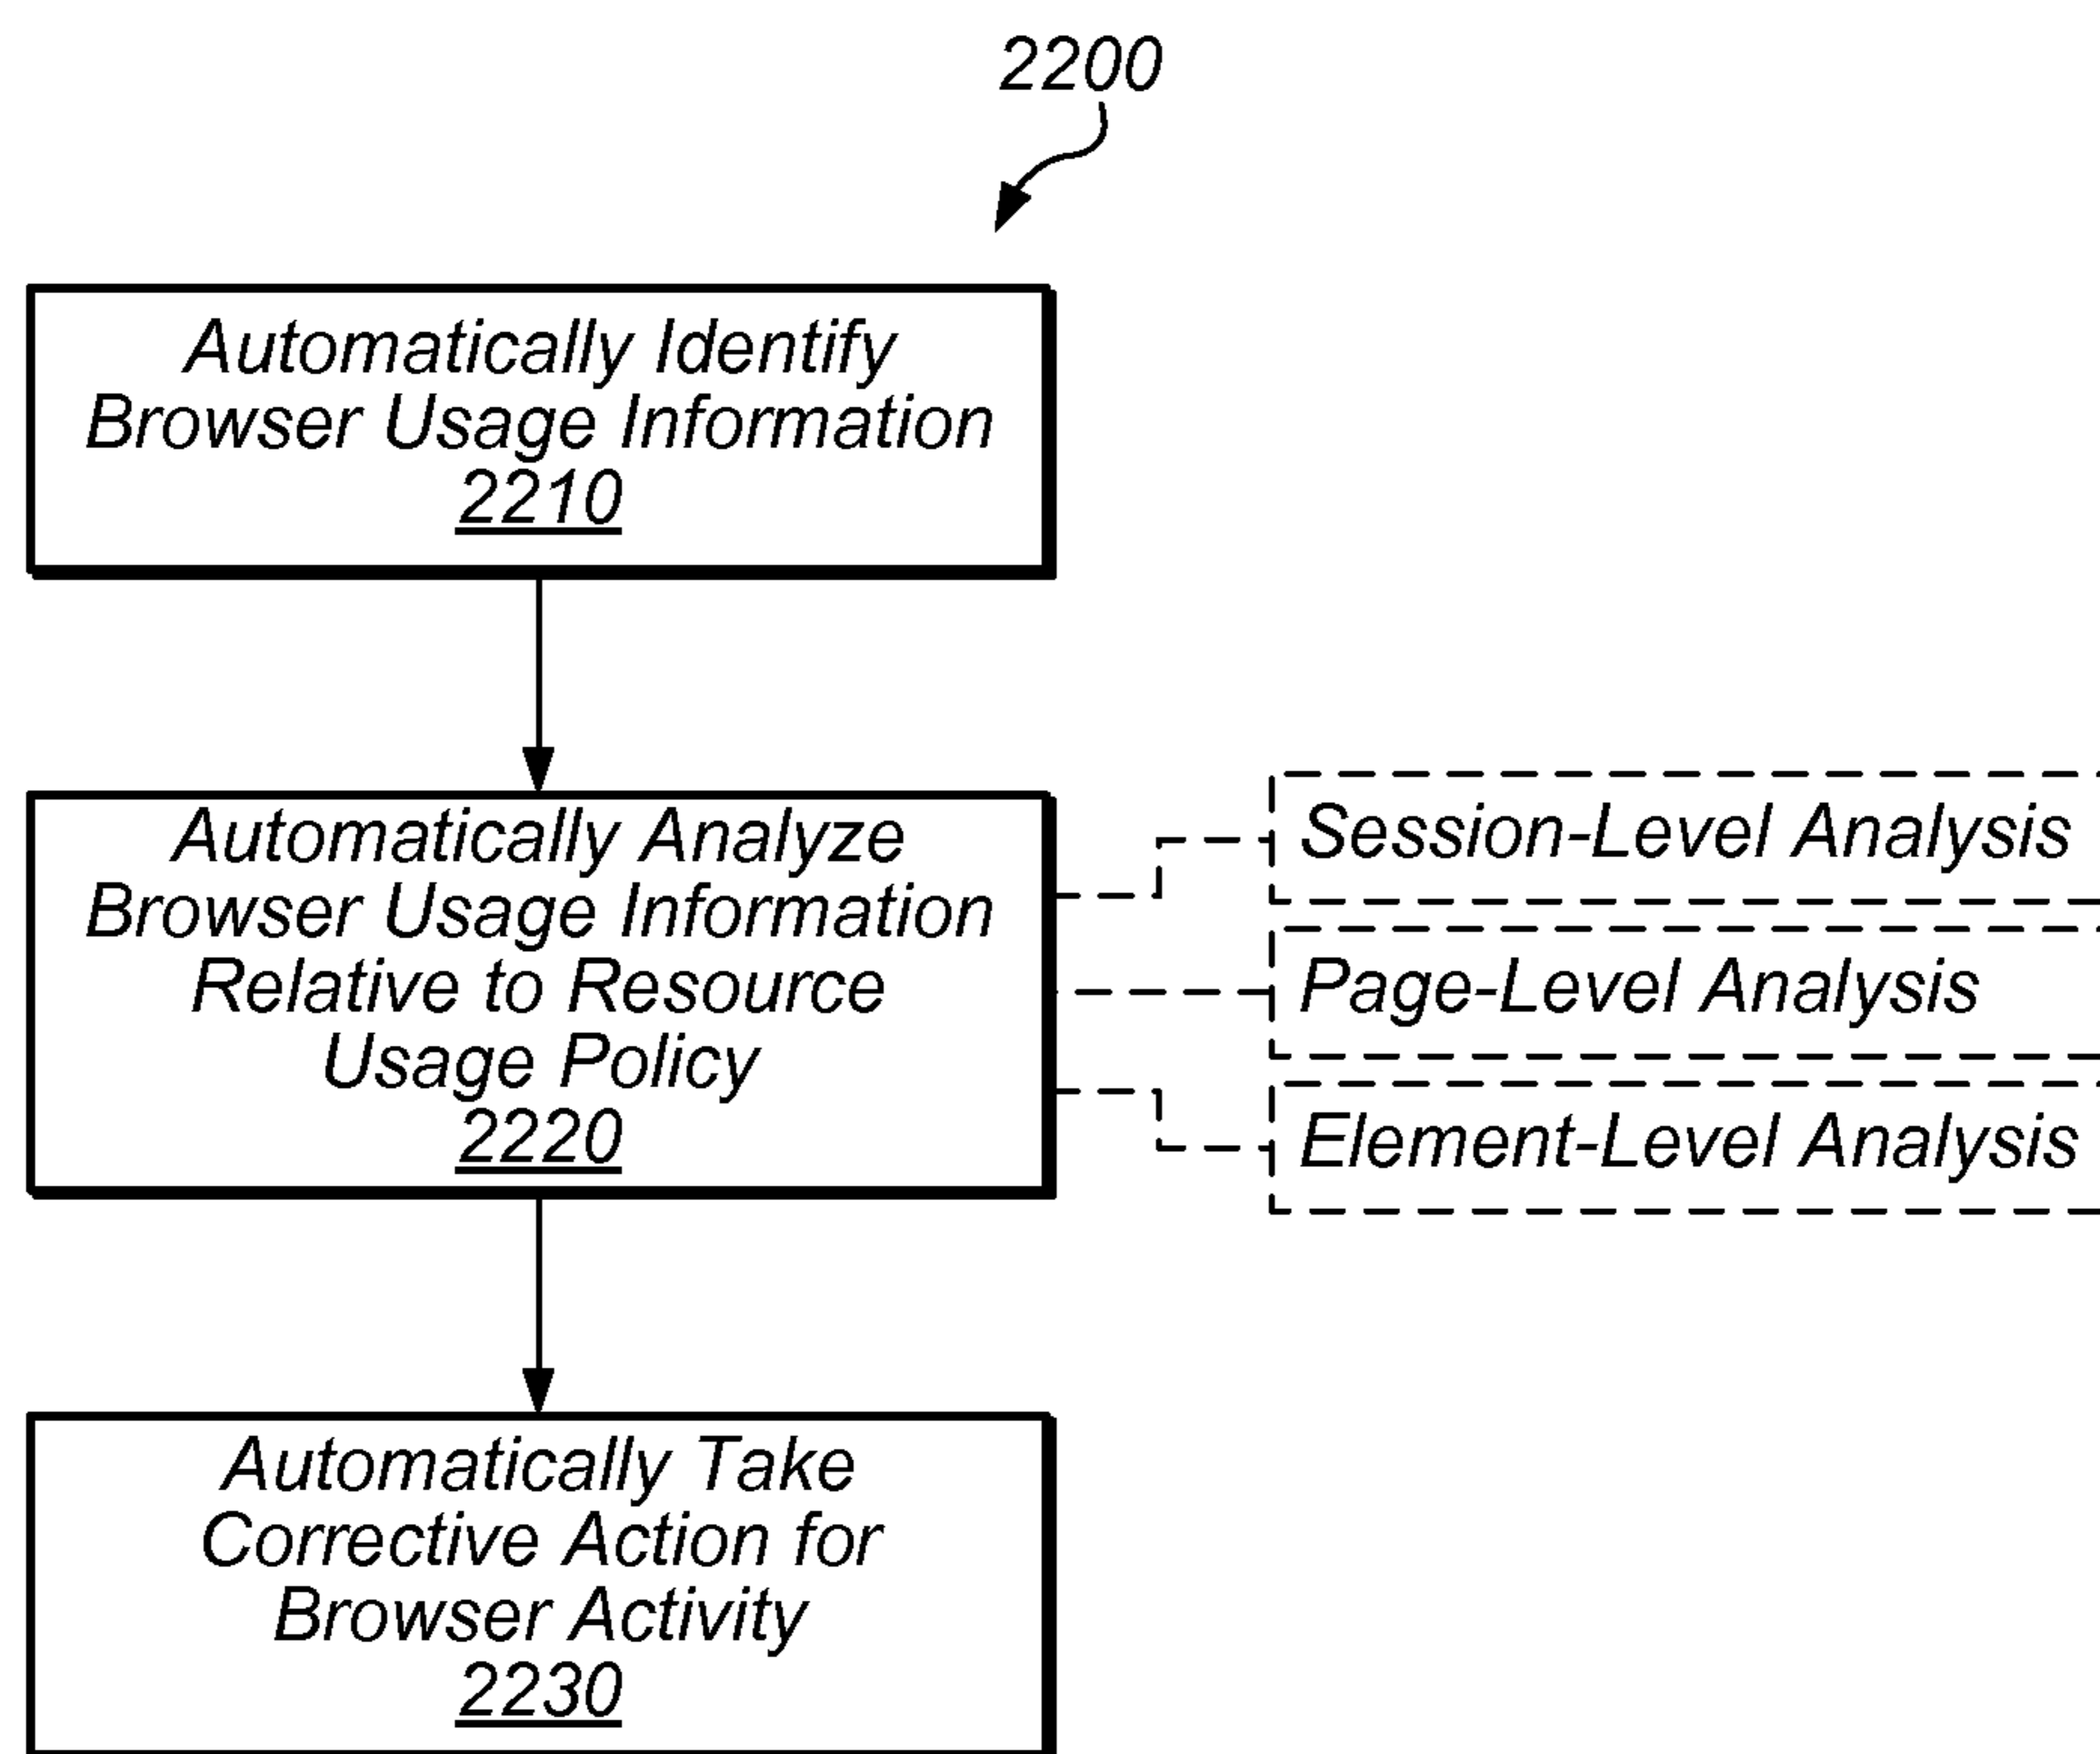 2200
Automatically Identify
Browser Usage Information
2210
Automatically Analyze
Browser Usage Information
Relative to Resource
Usage Policy
2220
Session-Level Analysis
Page-Level Analysis
Element-Level Analysis
Automatically Take
Corrective Action for
Browser Activity
2230